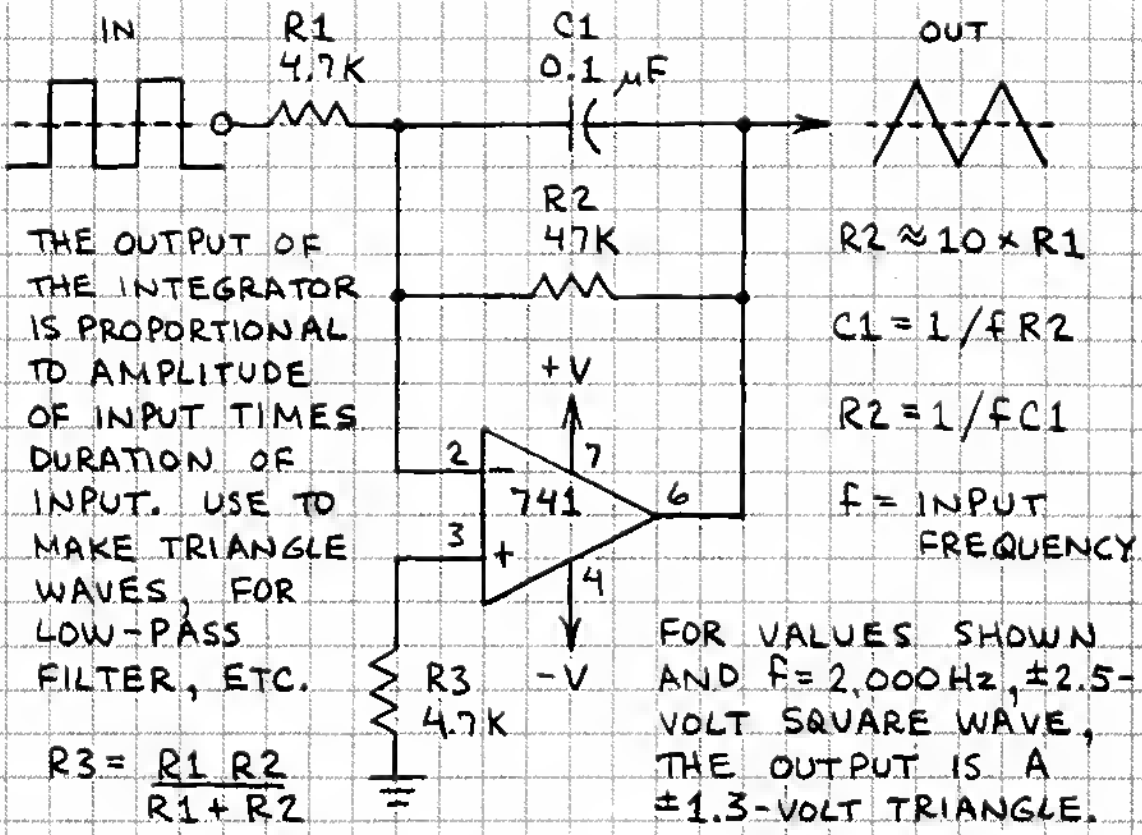 IN
R1
4.7K
C1
0.1 µF
OUT
R2
47K
THE OUTPUT OF
THE INTEGRATOR
IS PROPORTIONAL
TO AMPLITUDE
OF INPUT TIMES
DURATION OF
INPUT. USE TO
MAKE TRIANGLE
WAVES, FOR
LOW-PASS
FILTER, ETC.
R3 = R1 R2
R1 + R2
+V
7
2
-
741
6
3
+
4
-V
R3
4.7K
R2 ≈ 10 x R1
C1 = 1/f R2
R2 = 1/fC1
f = INPUT
FREQUENCY
FOR VALUES SHOWN
AND f = 2,000 Hz, ±2.5-
VOLT SQUARE WAVE,
THE OUTPUT IS A
±1.3-VOLT TRIANGLE.